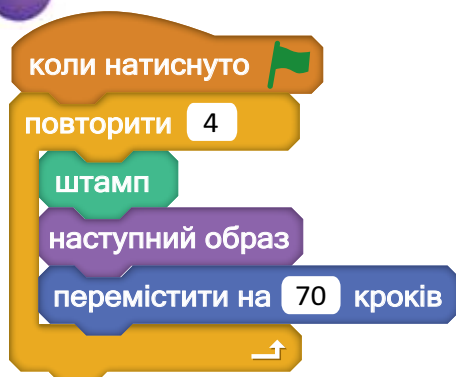 коли натиснуто
повторити 4
штамп
наступний образ
перемістити на 70 кроків